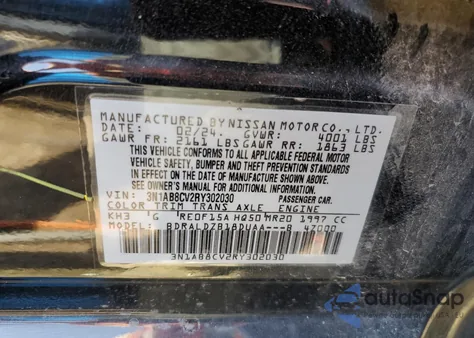 MANUFACTURED BY NISSAN MOTOR CO., LTD.
DATE: 02/24 GVWR: 4001 LBS
GAWR FR: 2161 LBS GAWR RR: 1863 LBS
THIS VEHICLE CONFORMS TO ALL APPLICABLE FEDERAL MOTOR
VEHICLE SAFETY, BUMPER AND THEFT PREVENTION STANDARDS
IN EFFECT ON THE DATE OF MANUFACTURE SHOWN ABOVE.
SEE OWNER'S MANUAL FOR FURTHER INFORMATION.
VIN: 3N1AB8CV2RY302030 PASSENGER CAR.
COLOR TRIM TRANS AXLE ENGINE
KH3 G RE0F15A HQ50 MR20 1997 CC
BDRALDZB18DUAA---B 47000
3N1AB8CV2RY302030
autoSnap